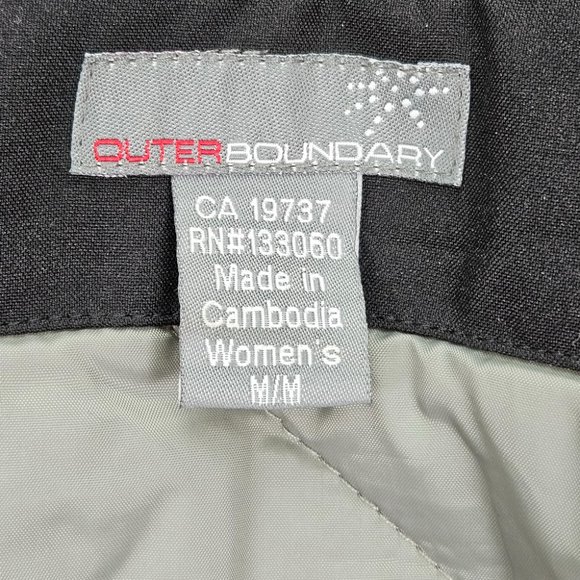 OUTERBOUNDARY
CA 19737
RN#133060
Made in
Cambodia
Women's
M/M